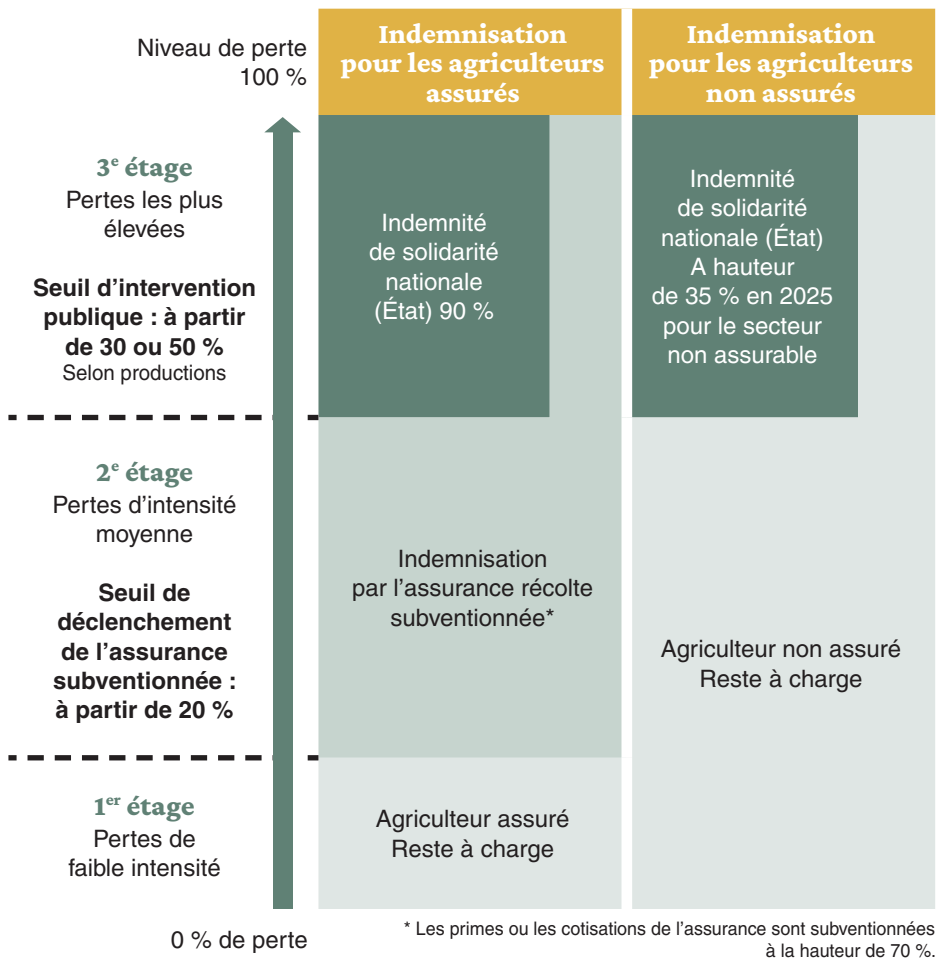 Niveau de perte
100 %
Indemnisation
pour les agriculteurs
assurés
Indemnisation
pour les agriculteurs
non assurés
3e étage
Pertes les plus
élevées
Seuil d’intervention
publique : à partir
de 30 ou 50 %
Selon productions
Indemnité
de solidarité
nationale
(État) 90 %
Indemnité
de solidarité
nationale (État)
A hauteur
de 35 % en 2025
pour le secteur
non assurable
2e étage
Pertes d’intensité
moyenne
Seuil de
déclenchement
de l’assurance
subventionnée :
à partir de 20 %
Indemnisation
par l’assurance récolte
subventionnée*
Agriculteur non assuré
Reste à charge
1er étage
Pertes de
faible intensité
Agriculteur assuré
Reste à charge
0 % de perte
* Les primes ou les cotisations de l’assurance sont subventionnées
à la hauteur de 70 %.